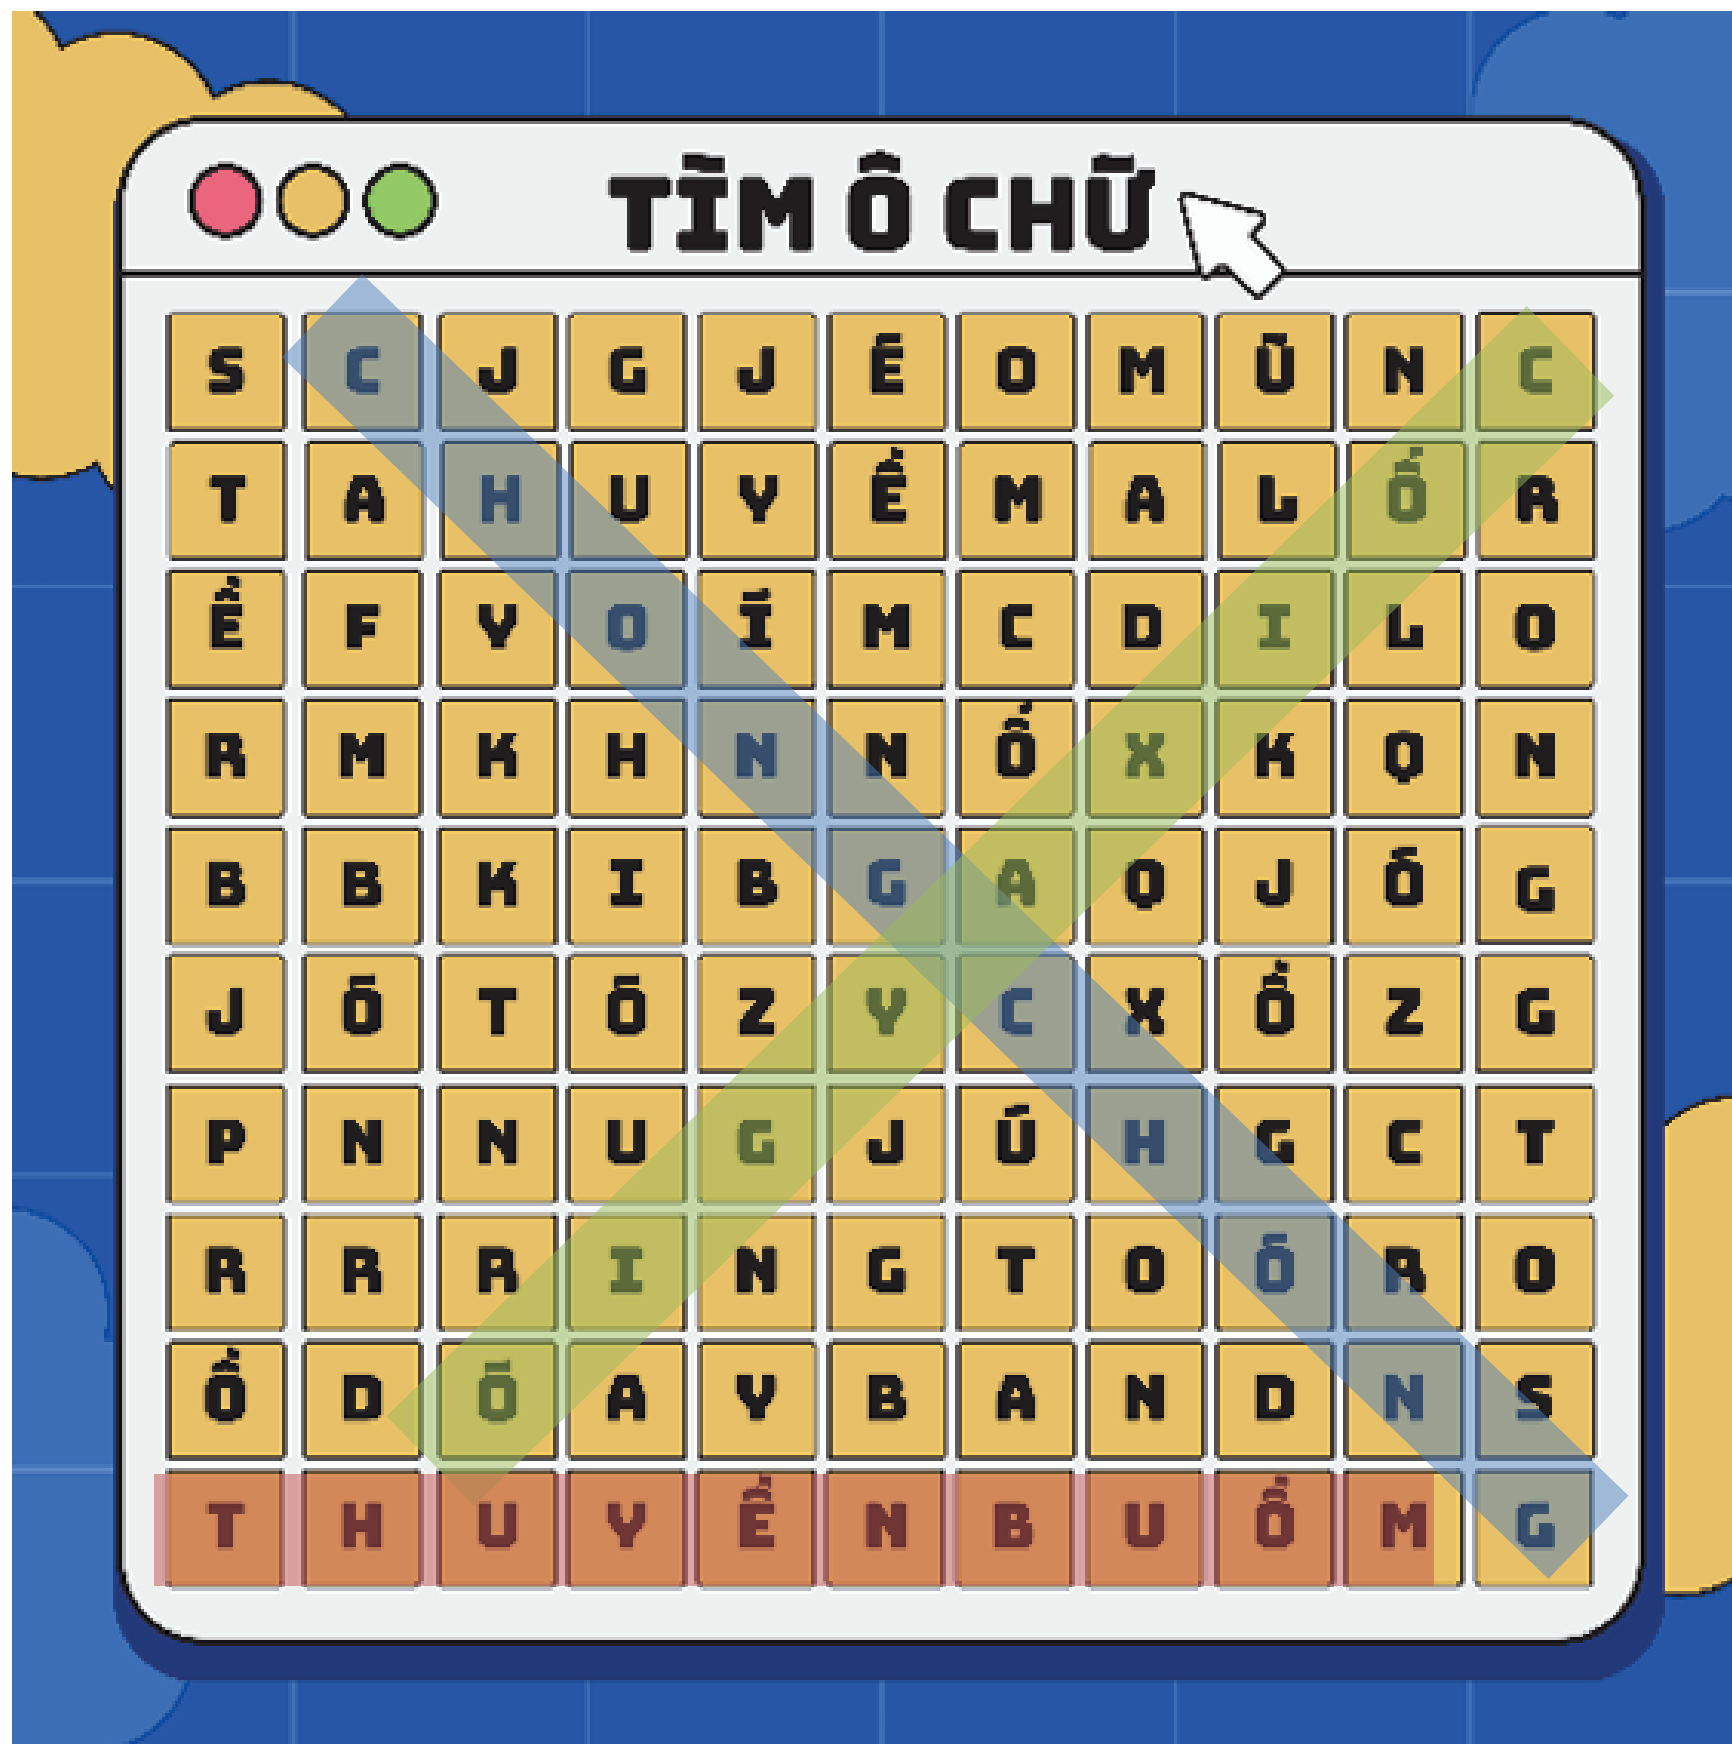 TÌM Ô CHỮ
S C J G J É O M Ũ N C
T A H U Y Ề M A L Ố R
Ề F Y O Ĩ M C D I L O
R M K H N N Ổ X K Q N
B B K I B G A O J Õ G
J Õ T Õ Z Y C X Ồ Z G
P N N U G J Ú H G C T
R R R I N G T O Ó R O
Ồ D Ó A Y B A N D N S
T H U Y Ề N B U Ồ M G